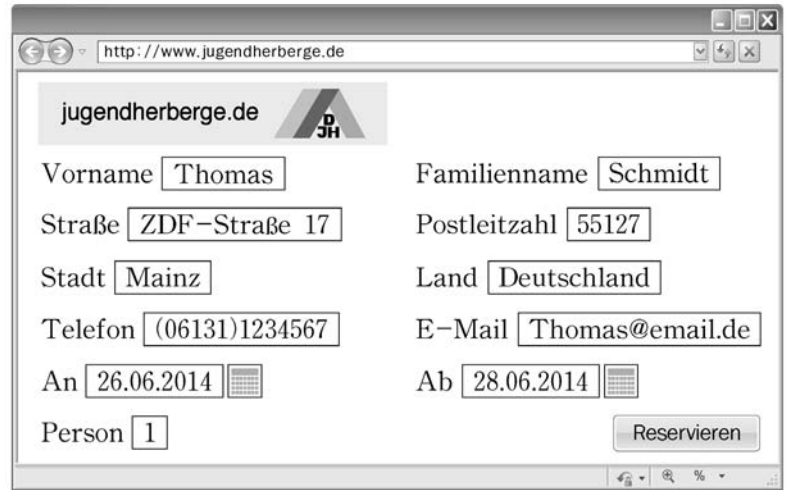 http://www.jugendherberge.de
jugendherberge.de DJH
Vorname Thomas Familienname Schmidt
Straße ZDF-Straße 17 Postleitzahl 55127
Stadt Mainz Land Deutschland
Telefon (06131)1234567 E-Mail Thomas@email.de
An 26.06.2014 Ab 28.06.2014
Person 1 Reservieren
%